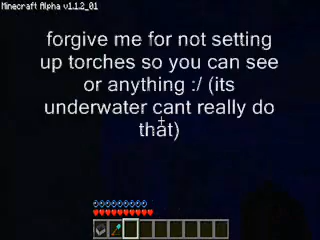 Minecraft Alpha v1.1.2_01
forgive me for not setting
up torches so you can see
or anything :/ (its
underwater cant really do
that)